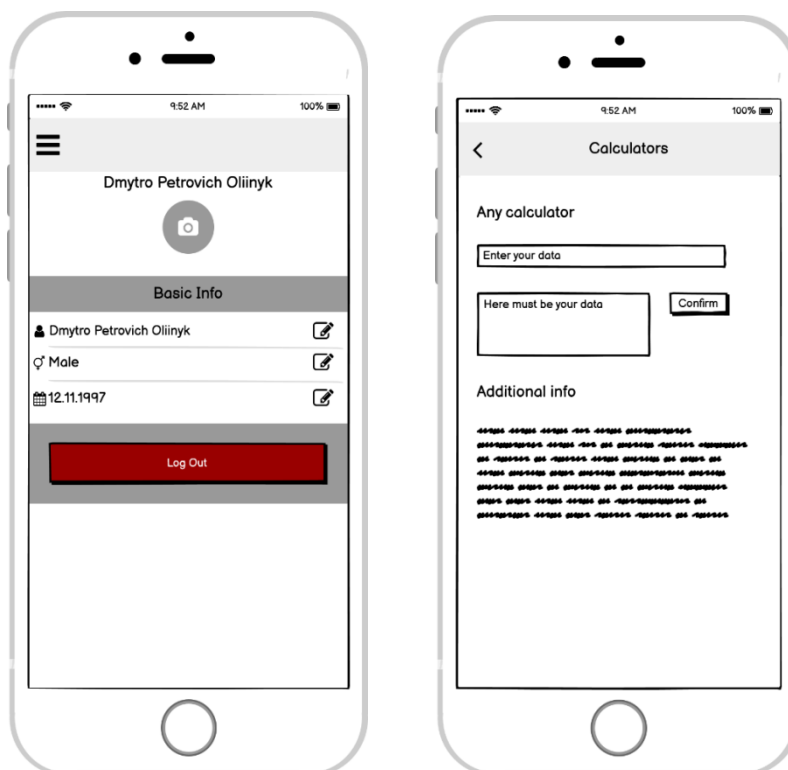 9:52 AM 100%
Dmytro Petrovich Oliinyk
Basic Info
Dmytro Petrovich Oliinyk
Male
12.11.1997
Log Out
9:52 AM 100%
Calculators
Any calculator
Enter your data
Here must be your data
Confirm
Additional info